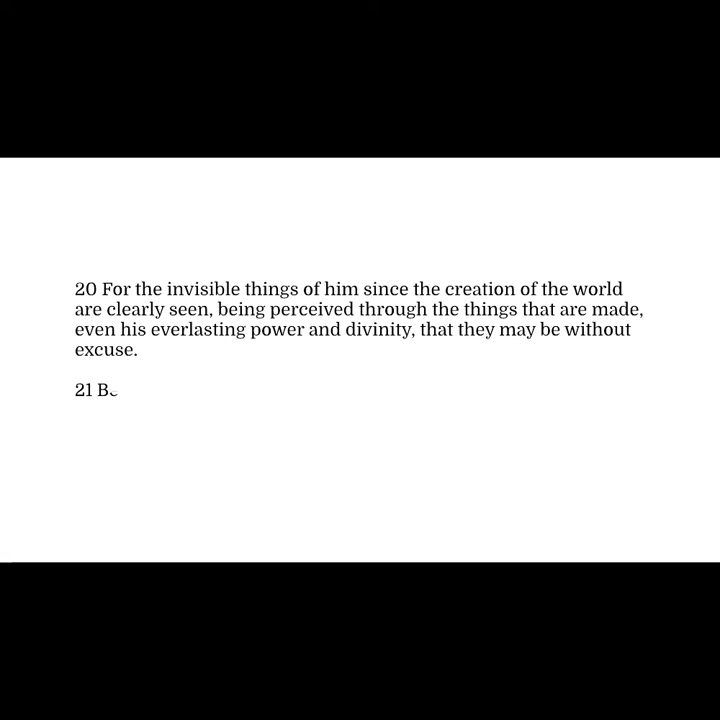 20 For the invisible things of him since the creation of the world
are clearly seen, being perceived through the things that are made,
even his everlasting power and divinity, that they may be without
excuse.
21